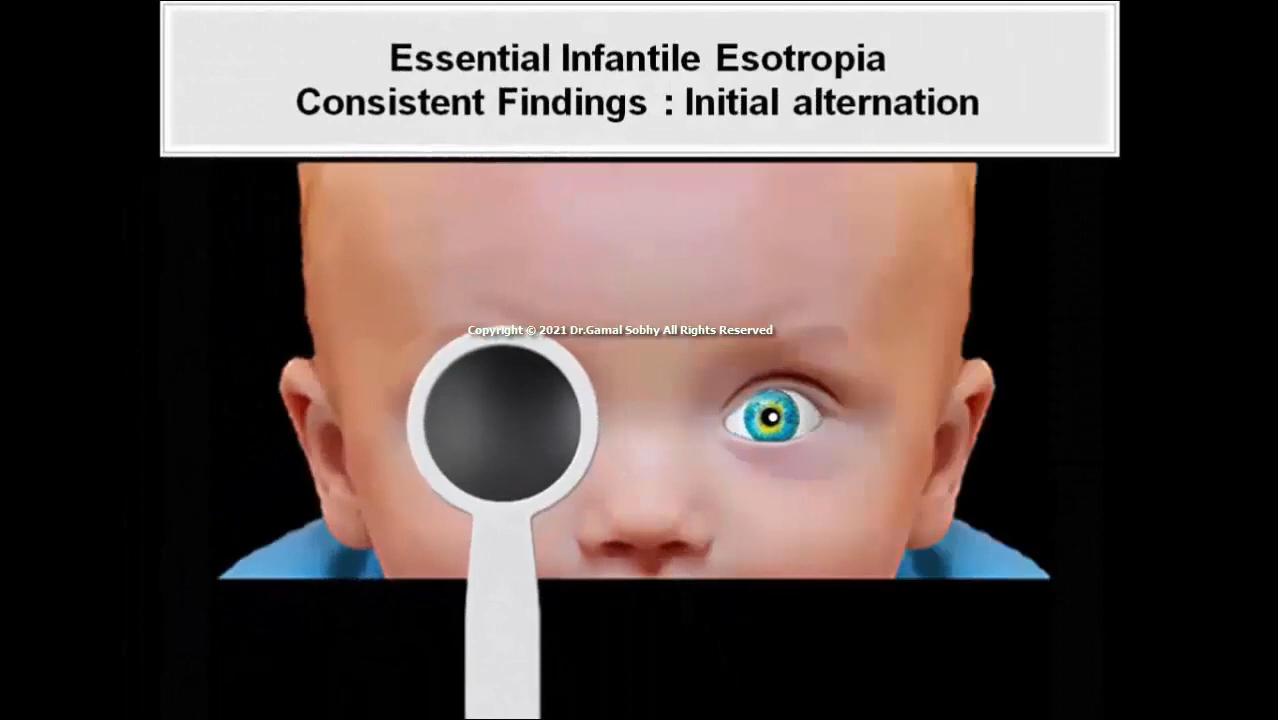 Essential Infantile Esotropia
Consistent Findings : Initial alternation
Copyright © 2021 Dr.Gamal Sobhy All Rights Reserved